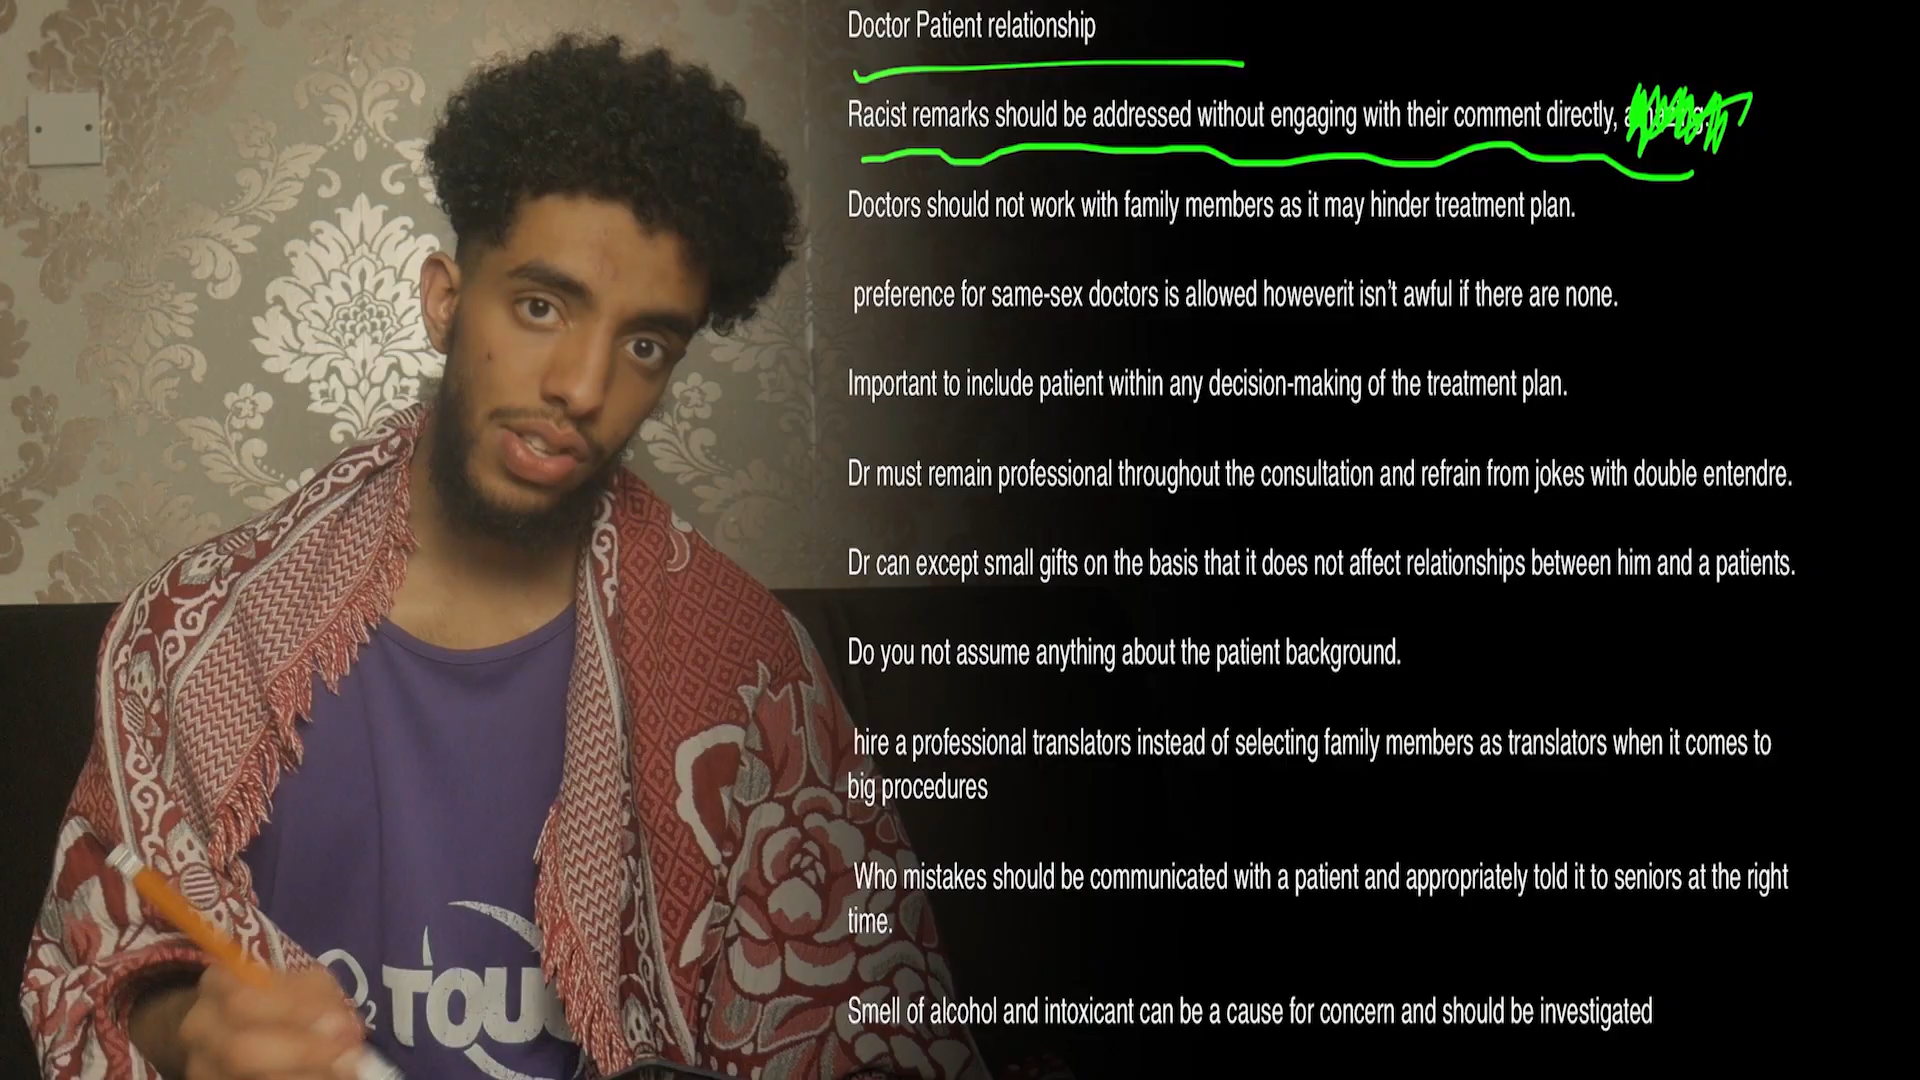 Doctor Patient relationship
Racist remarks should be addressed without engaging with their comment directly,
Doctors should not work with family members as it may hinder treatment plan.
preference for same-sex doctors is allowed howeverit isn’t awful if there are none.
Important to include patient within any decision-making of the treatment plan.
Dr must remain professional throughout the consultation and refrain from jokes with double entendre.
Dr can except small gifts on the basis that it does not affect relationships between him and a patients.
Do you not assume anything about the patient background.
hire a professional translators instead of selecting family members as translators when it comes to
big procedures
Who mistakes should be communicated with a patient and appropriately told it to seniors at the right
time.
Smell of alcohol and intoxicant can be a cause for concern and should be investigated
O2 TOU